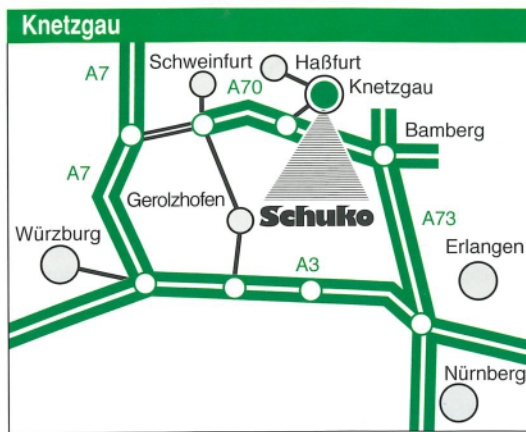 Knetzgau
A7
Schweinfurt
Haßfurt
A70
Knetzgau
Bamberg
A7
Gerolzhofen
Schuko
A73
Würzburg
Erlangen
A3
Nürnberg